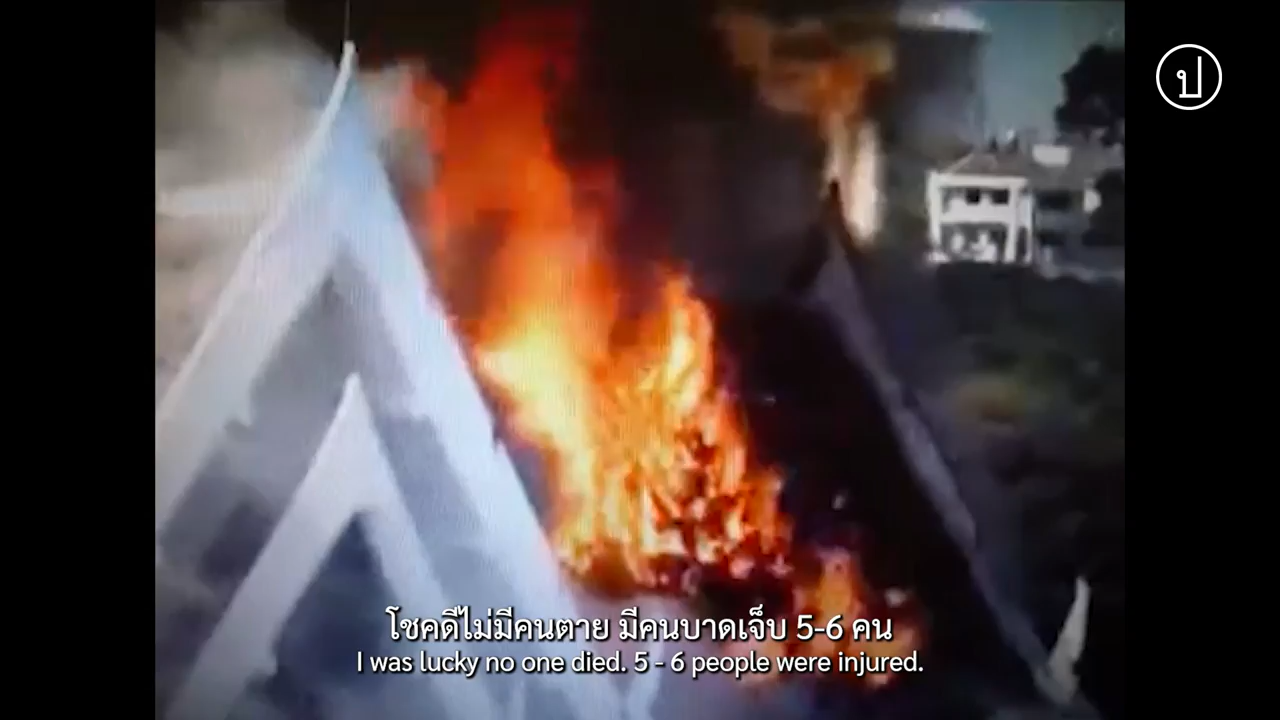 ป
โชคดีไม่มีคนตาย มีคนบาดเจ็บ 5-6 คน
I was lucky no one died. 5 - 6 people were injured.